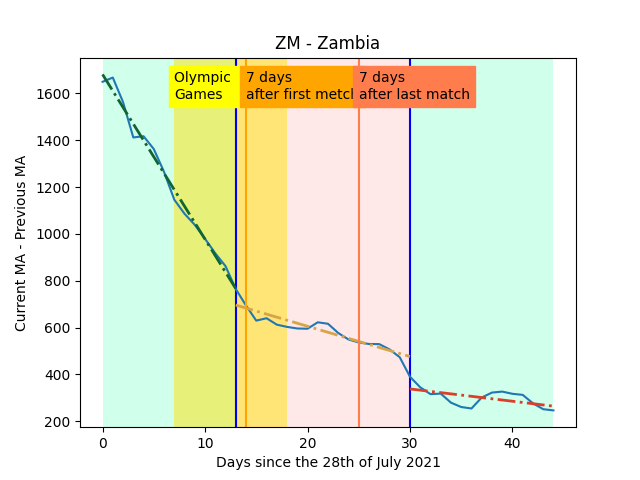 ZM - Zambia
Olympic
Games
7 days
after first match
7 days
after last match
Current MA - Previous MA
1600
1400
1200
1000
800
600
400
200
0
10
20
30
40
Days since the 28th of July 2021